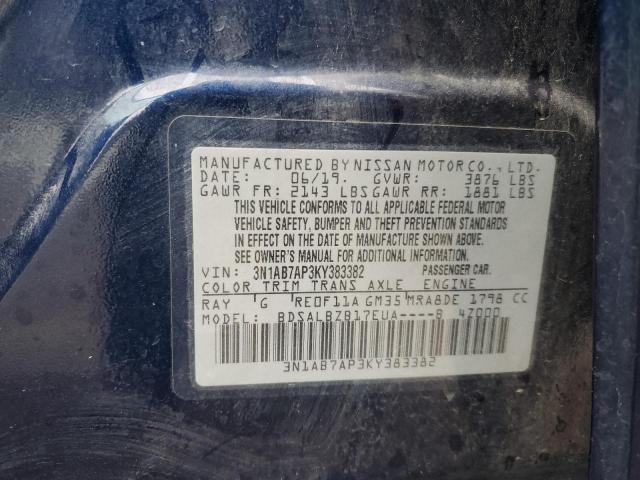 MANUFACTURED BY NISSAN MOTOR CO., LTD.
DATE: 06/19. GVWR: 3876 LBS
GAWR FR: 2143 LBS GAWR RR: 1881 LBS
THIS VEHICLE CONFORMS TO ALL APPLICABLE FEDERAL MOTOR
VEHICLE SAFETY, BUMPER AND THEFT PREVENTION STANDARDS
IN EFFECT ON THE DATE OF MANUFACTURE SHOWN ABOVE.
SEE OWNER'S MANUAL FOR ADDITIONAL INFORMATION.
VIN: 3N1AB7AP3KY383382 PASSENGER CAR.
COLOR TRIM TRANS AXLE ENGINE
RAY G RE0F11A GM35 MRA8DE 1798 CC
MODEL: BDSALBZB17EUA----B 4Z000
3N1AB7AP3KY383382